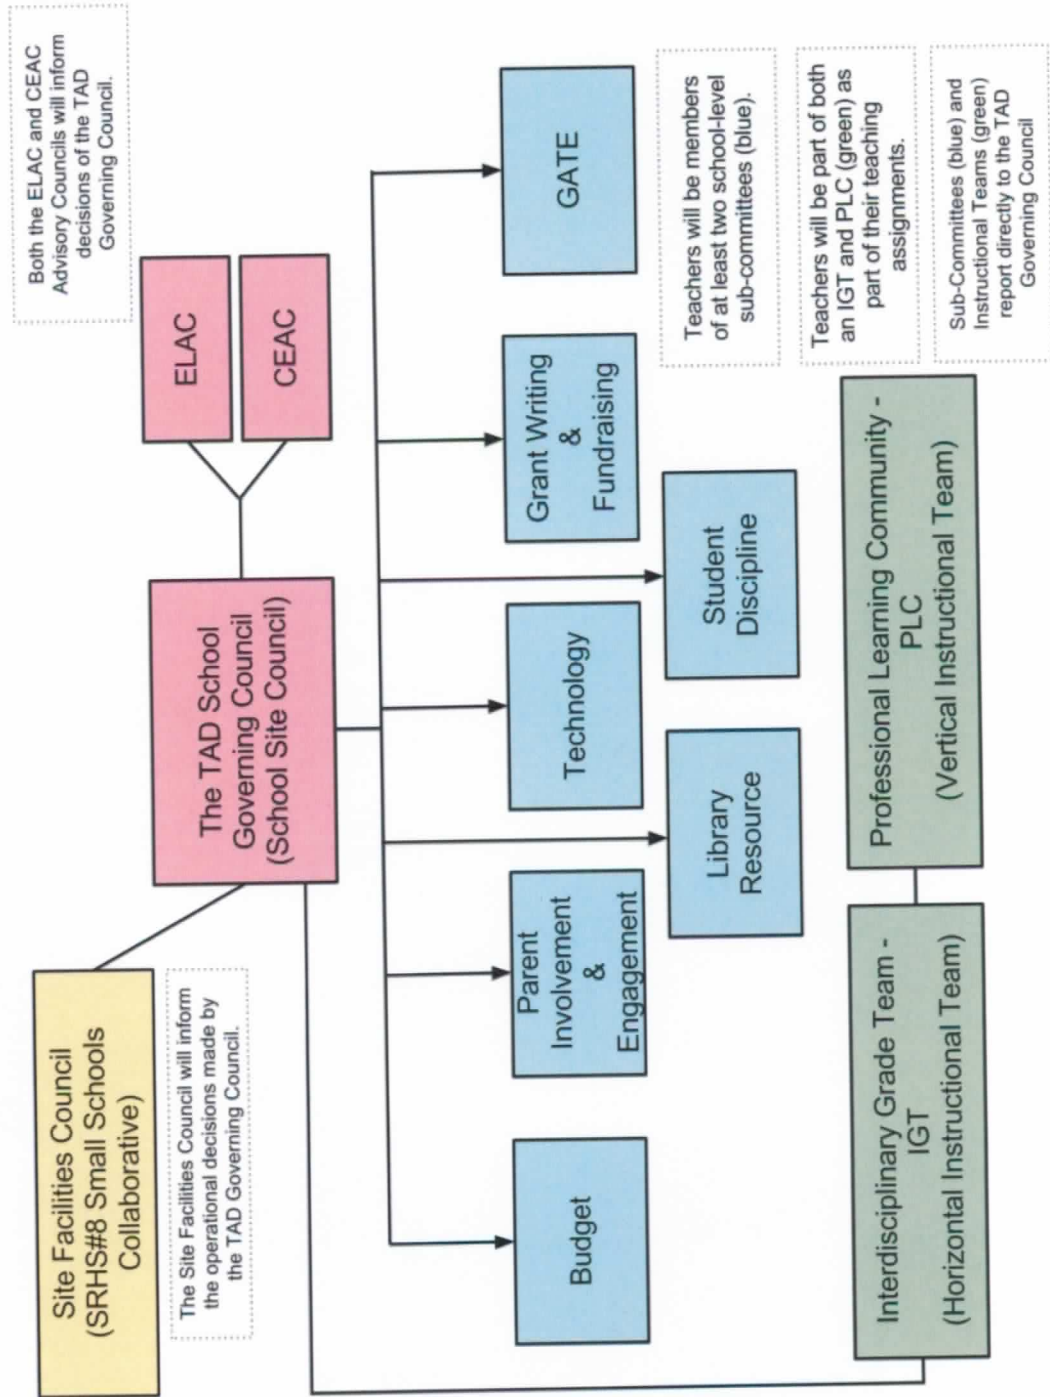 Site Facilities Council
(SRHS#8 Small Schools
Collaborative)
The Site Facilities Council will inform
the operational decisions made by
the TAD Governing Council.
The TAD School
Governing Council
(School Site Council)
ELAC
CEAC
Both the ELAC and CEAC
Advisory Councils will inform
decisions of the TAD
Governing Council.
Budget
Parent
Involvement
&
Engagement
Technology
Grant Writing
&
Fundraising
GATE
Library
Resource
Student
Discipline
Teachers will be members
of at least two school-level
sub-committees (blue).
Teachers will be part of both
an IGT and PLC (green) as
part of their teaching
assignments.
Sub-Committees (blue) and
Instructional Teams (green)
report directly to the TAD
Governing Council
Interdisciplinary Grade Team -
IGT
(Horizontal Instructional Team)
Professional Learning Community -
PLC
(Vertical Instructional Team)